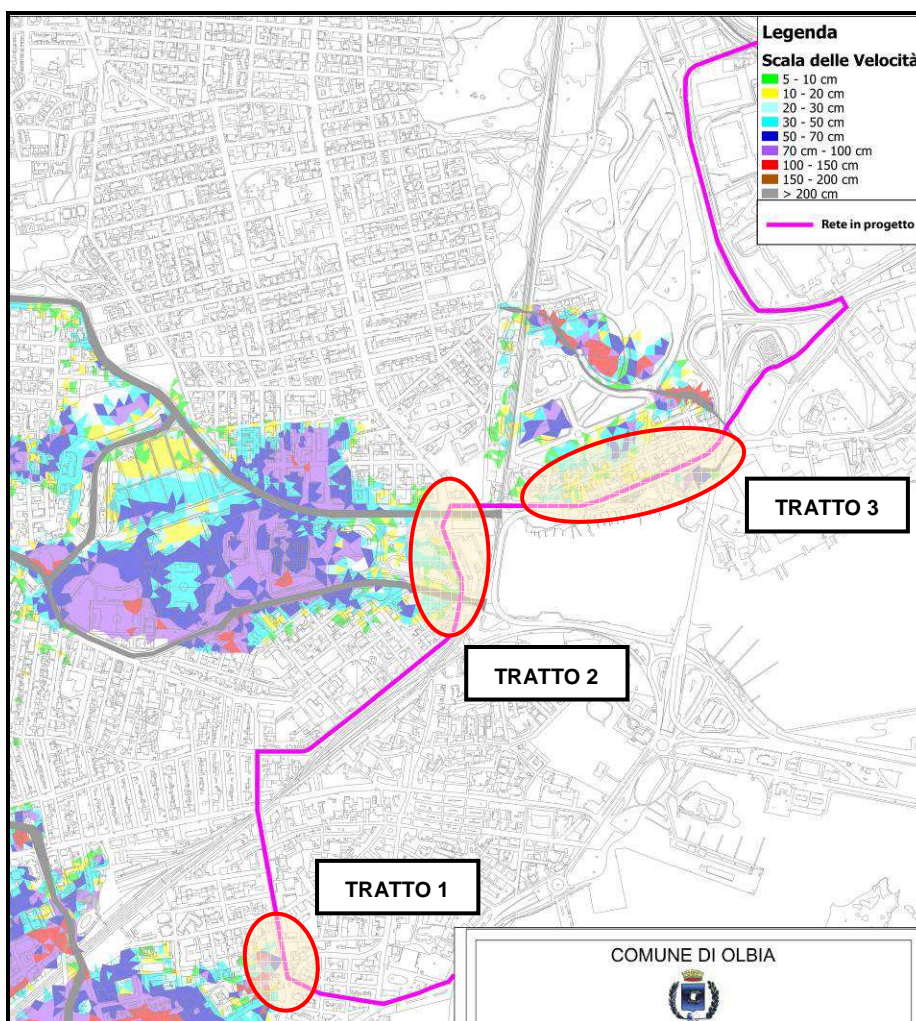 Legenda
Scala delle Velocità
5 - 10 cm
10 - 20 cm
20 - 30 cm
30 - 50 cm
50 - 70 cm
70 cm - 100 cm
100 - 150 cm
150 - 200 cm
> 200 cm
Rete in progetto
TRATTO 3
TRATTO 2
TRATTO 1
COMUNE DI OLBIA